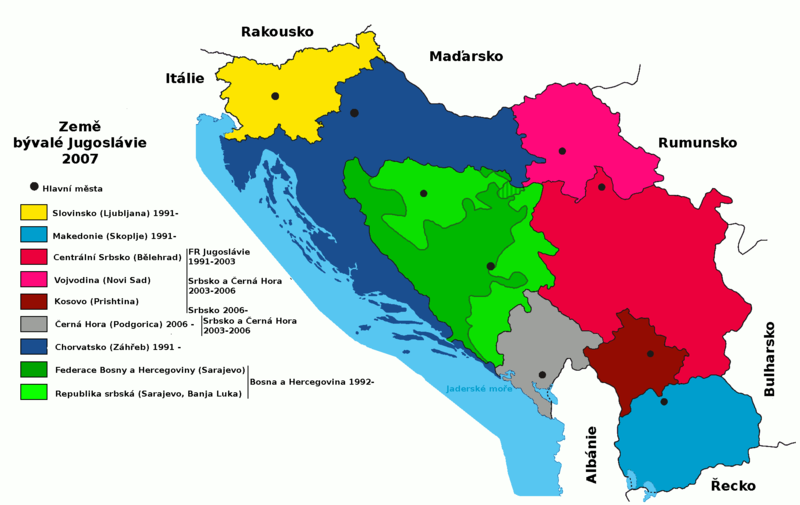 Rakousko
Maďarsko
Itálie
Země
bývalé Jugoslávie
2007
Rumunsko
Hlavní města
Slovinsko (Ljubljana) 1991-
Makedonie (Skoplje) 1991-
Centrální Srbsko (Bělehrad)
Vojvodina (Novi Sad)
Kosovo (Prishtina)
FR Jugoslávie
1991-2003
Srbsko a Černá Hora
2003-2006
Srbsko 2006-
Černá Hora (Podgorica) 2006 -
Srbsko a Černá Hora
2003-2006
Chorvatsko (Záhřeb) 1991 -
Federace Bosny a Hercegoviny (Sarajevo)
Republika srbská (Sarajevo, Banja Luka)
Bosna a Hercegovina 1992-
Jaderské moře
Bulharsko
Albánie
Řecko